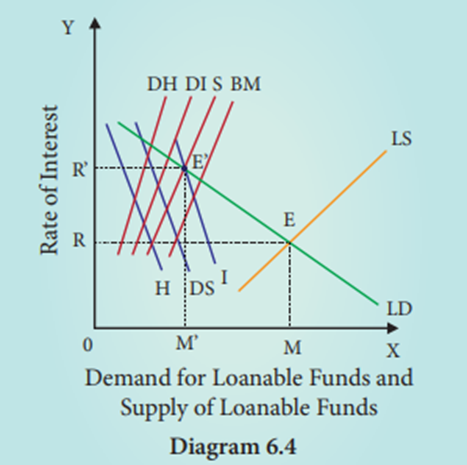 Y
DH DI S BM
LS
Rate of Interest
R'
E'
E
R
H DS I
LD
0 M' M X
Demand for Loanable Funds and
Supply of Loanable Funds
Diagram 6.4